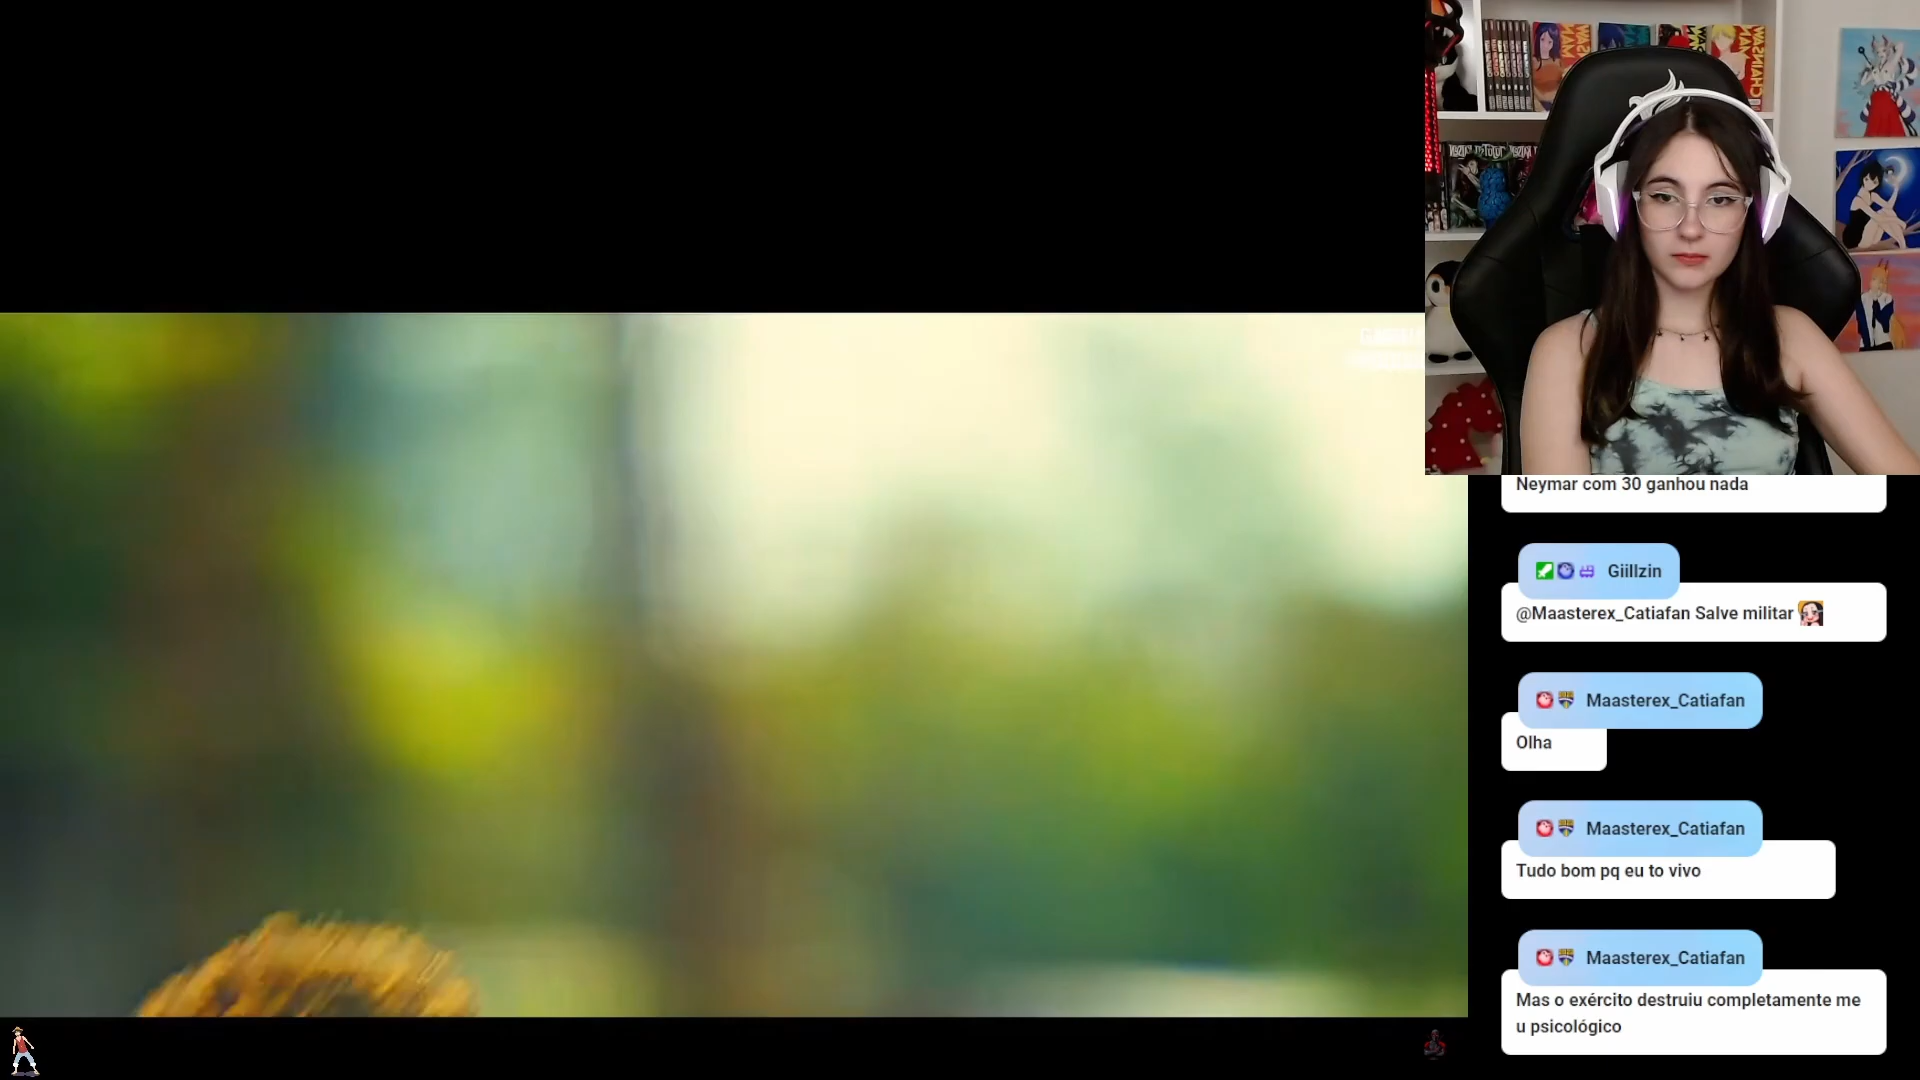 Neymar com 30 ganhou nada
Giillzin
@Maasterex_Catiafan Salve militar
Maasterex_Catiafan
Olha
Maasterex_Catiafan
Tudo bom pq eu to vivo
Maasterex_Catiafan
Mas o exército destruiu completamente me
u psicológico